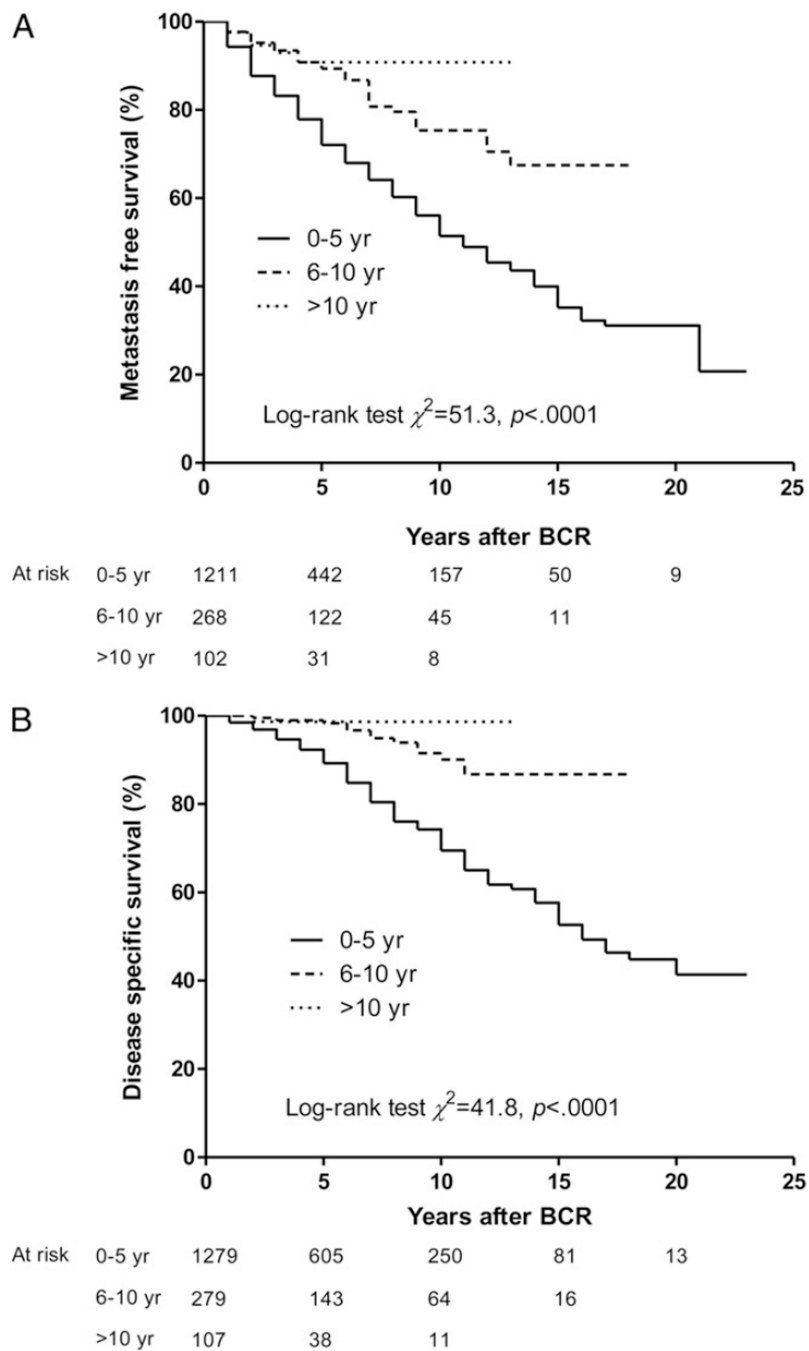 A
100
80
60
40
20
0
Metastasis free survival (%)
0-5 yr
6-10 yr
>10 yr
Log-rank test χ²=51.3, p<.0001
0 5 10 15 20 25
Years after BCR
At risk 0-5 yr 1211 442 157 50 9
6-10 yr 268 122 45 11
>10 yr 102 31 8
B
100
80
60
40
20
0
Disease specific survival (%)
0-5 yr
6-10 yr
>10 yr
Log-rank test χ²=41.8, p<.0001
0 5 10 15 20 25
Years after BCR
At risk 0-5 yr 1279 605 250 81 13
6-10 yr 279 143 64 16
>10 yr 107 38 11